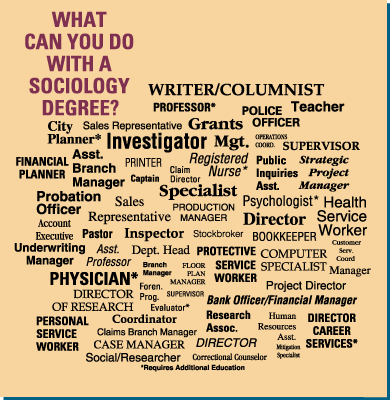 WHAT
CAN YOU DO
WITH A
SOCIOLOGY
DEGREE?
WRITER/COLUMNIST
PROFESSOR*
POLICE
OFFICER
Teacher
City
Planner*
Sales Representative
Grants
Investigator
Mgt.
OPERATIONS
COORD.
SUPERVISOR
FINANCIAL
PLANNER
Asst.
Branch
Manager
PRINTER
Captain
Claim
Director
Registered
Nurse*
Public
Inquiries
Asst.
Strategic
Project
Manager
Specialist
Probation
Officer
Sales
Representative
PRODUCTION
MANAGER
Psychologist*
Health
Service
Worker
Director
Account
Executive
Pastor
Inspector
Stockbroker
BOOKKEEPER
Customer
Serv.
Coord
Underwriting
Manager
Asst.
Professor
Dept. Head
PROTECTIVE
SERVICE
WORKER
COMPUTER
SPECIALIST
Manager
PHYSICIAN*
Branch
Manager
FLOOR
PLAN
MANAGER
Project Director
DIRECTOR
OF RESEARCH
Foren.
Prog.
SUPERVISOR
Evaluator*
Bank Officer/Financial Manager
PERSONAL
SERVICE
WORKER
Coordinator
Claims Branch Manager
Research
Assoc.
Human
Resources
Asst.
DIRECTOR
CAREER
SERVICES*
CASE MANAGER
DIRECTOR
Mitigation
Specialist
Social/Researcher
Correctional Counselor
*Requires Additional Education